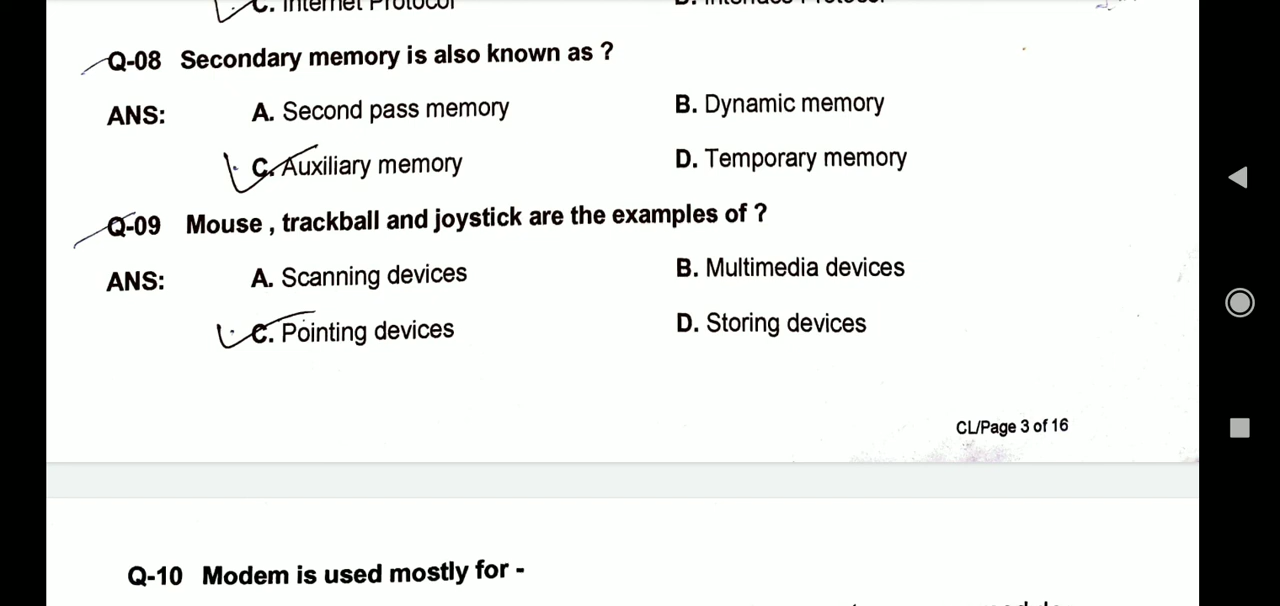 C. Internet Protocol
Q-08 Secondary memory is also known as ?
ANS: A. Second pass memory B. Dynamic memory
C. Auxiliary memory D. Temporary memory
Q-09 Mouse , trackball and joystick are the examples of ?
ANS: A. Scanning devices B. Multimedia devices
C. Pointing devices D. Storing devices
CL/Page 3 of 16
Q-10 Modem is used mostly for -